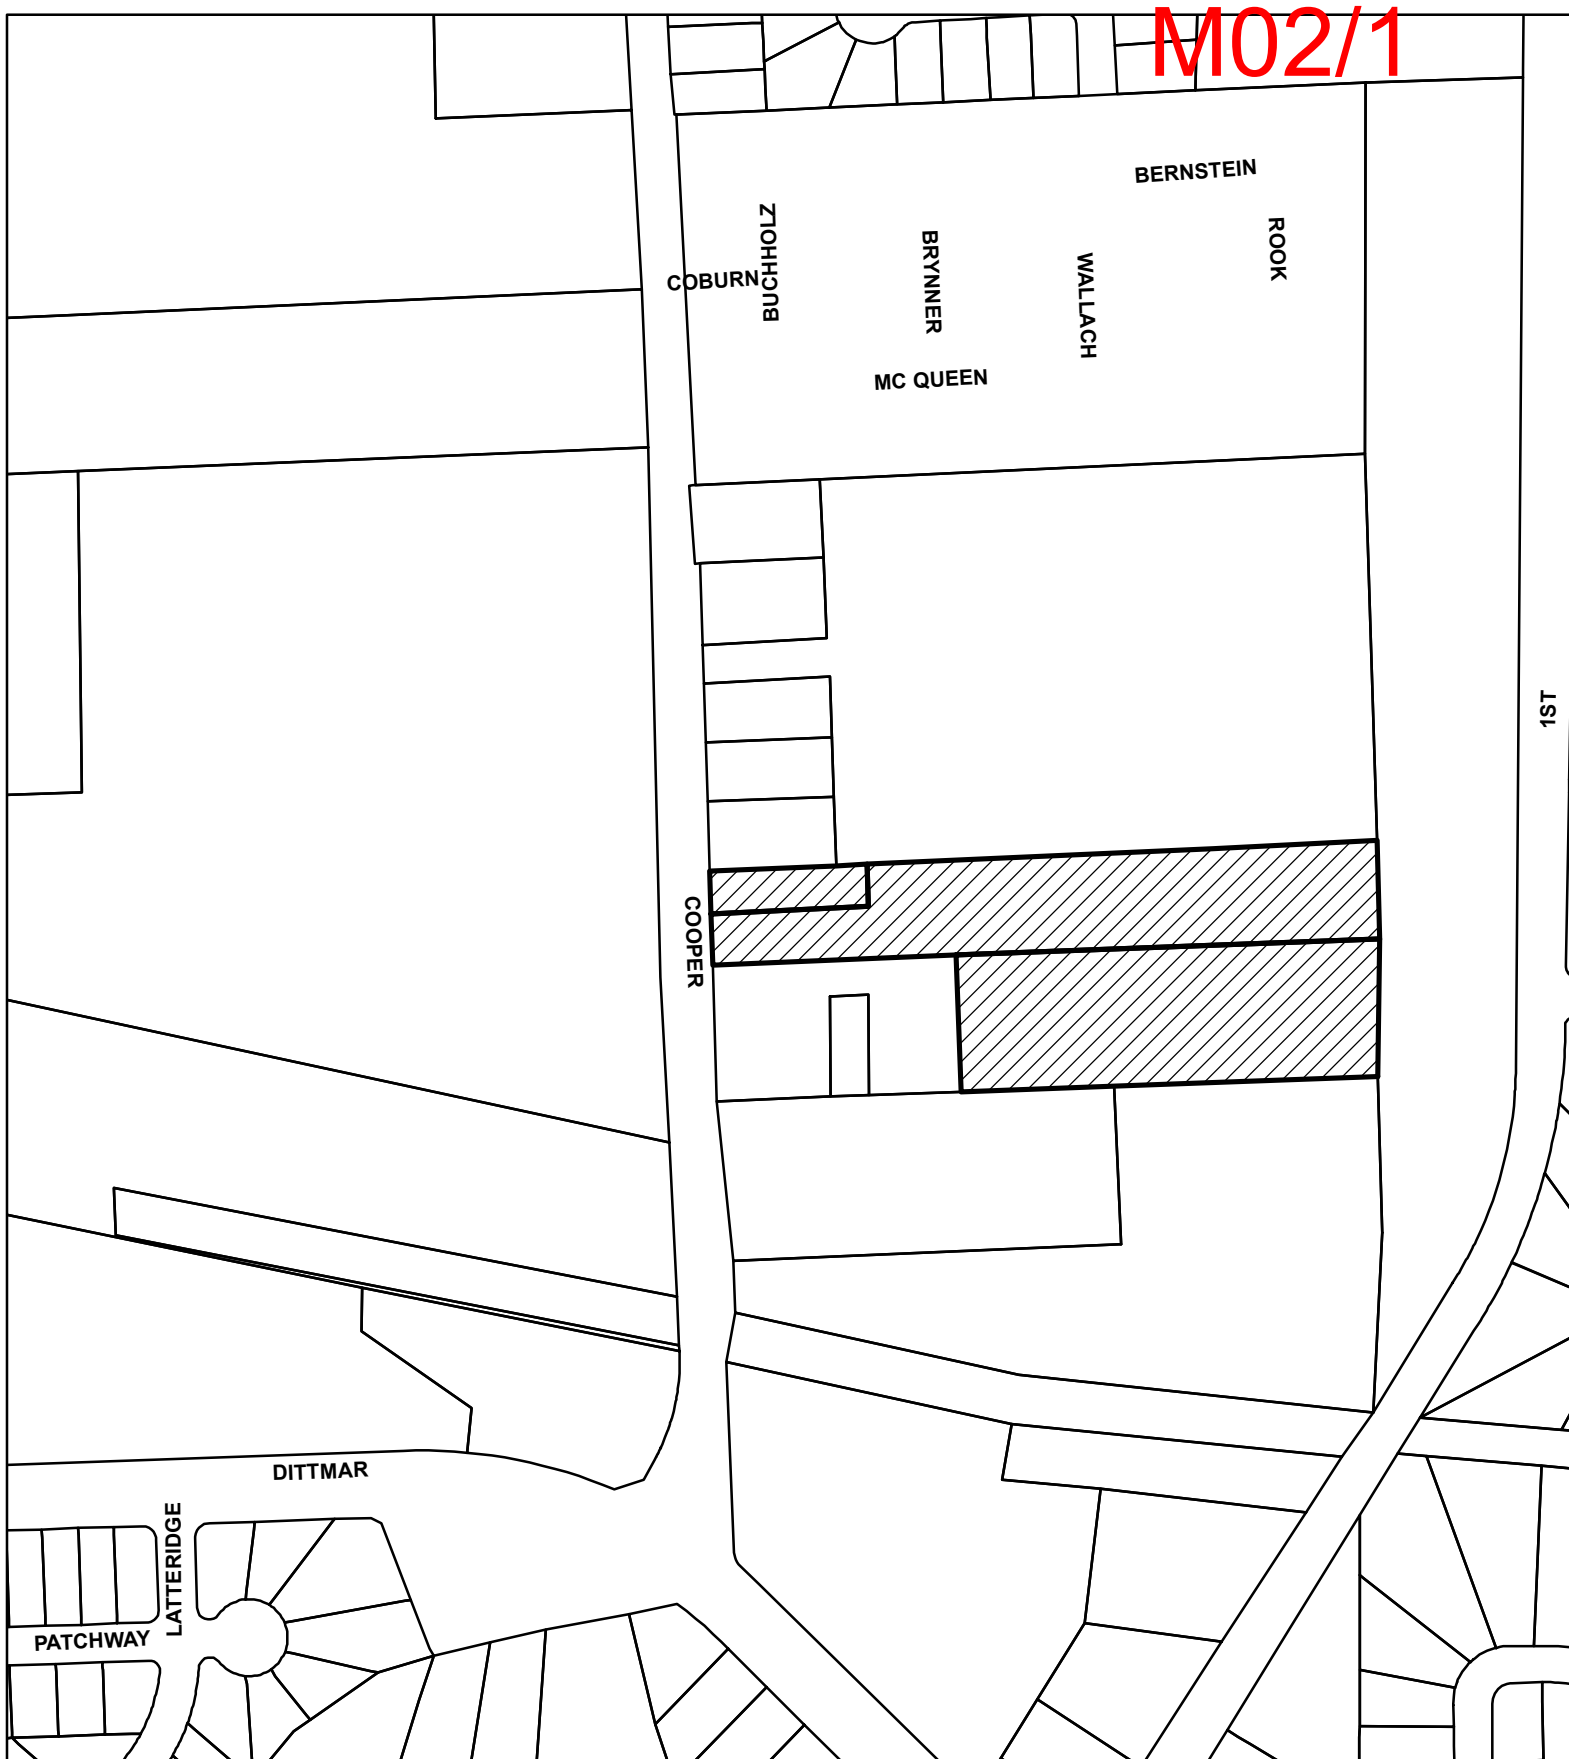 M02/1
BERNSTEIN
BUCHHOLZ
ROOK
BRYNNER
WALLACH
COBURN
MC QUEEN
1ST
COOPER
DITTMAR
LATTERIDGE
PATCHWAY